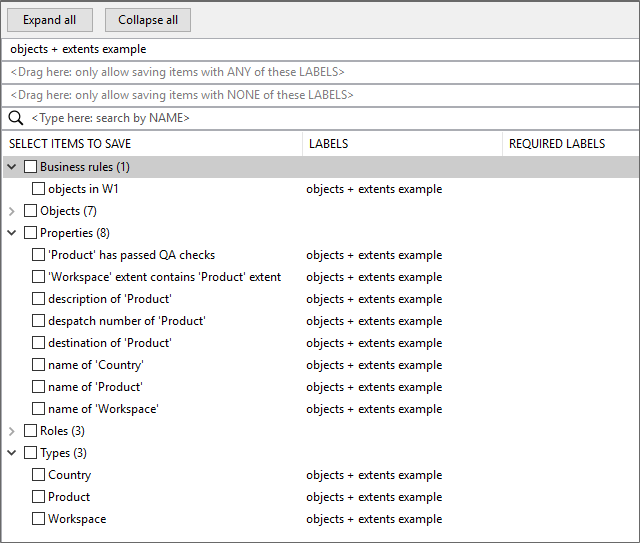 Expand all Collapse all
objects + extents example
<Drag here: only allow saving items with ANY of these LABELS>
<Drag here: only allow saving items with NONE of these LABELS>
<Type here: search by NAME>
SELECT ITEMS TO SAVE LABELS REQUIRED LABELS
Business rules (1)
objects in W1 objects + extents example
Objects (7)
Properties (8)
'Product' has passed QA checks objects + extents example
'Workspace' extent contains 'Product' extent objects + extents example
description of 'Product' objects + extents example
despatch number of 'Product' objects + extents example
destination of 'Product' objects + extents example
name of 'Country' objects + extents example
name of 'Product' objects + extents example
name of 'Workspace' objects + extents example
Roles (3)
Types (3)
Country objects + extents example
Product objects + extents example
Workspace objects + extents example